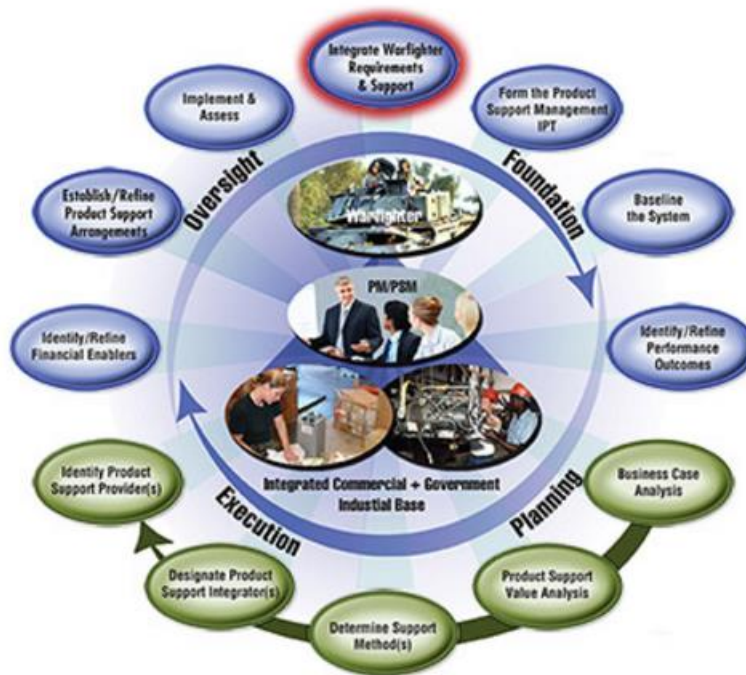 Integrate Warfighter
Requirements
& Support
Form the Product
Support Management
IPT
Baseline
the System
Identify/Refine
Performance
Outcomes
Business Case
Analysis
Product Support
Value Analysis
Determine Support
Method(s)
Designate Product
Support Integrator(s)
Identify Product
Support Provider(s)
Identify/Refine
Financial Enablers
Establish/Refine
Product Support
Arrangements
Implement &
Assess
Oversight
Foundation
Planning
Execution
Warfighter
PM/PSM
Integrated Commercial + Government
Industial Base